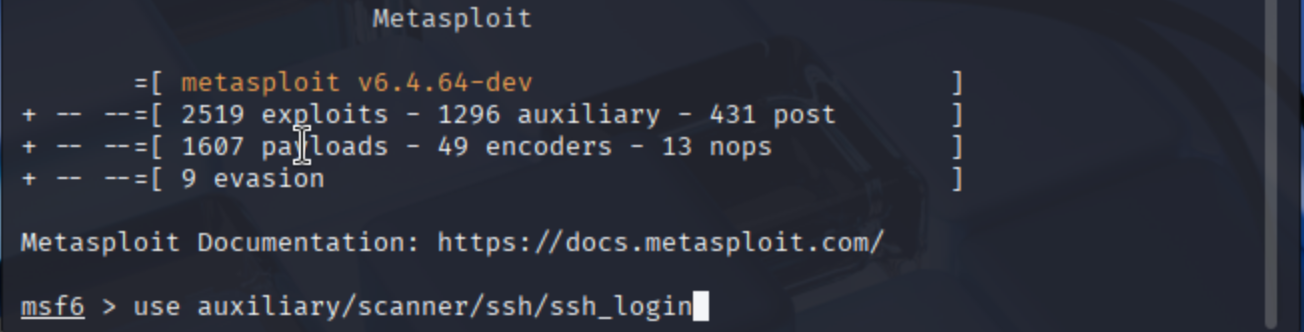 Metasploit
=[ metasploit v6.4.64-dev ]
+ -- --=[ 2519 exploits - 1296 auxiliary - 431 post ]
+ -- --=[ 1607 payloads - 49 encoders - 13 nops ]
+ -- --=[ 9 evasion ]
Metasploit Documentation: https://docs.metasploit.com/
msf6 > use auxiliary/scanner/ssh/ssh_login